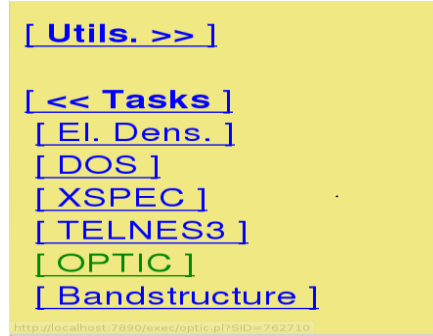 [ Utils. >> ]
[ << Tasks ]
[ El. Dens. ]
[ DOS ]
[ XSPEC ]
[ TELNES3 ]
[ OPTIC ]
[ Bandstructure ]
http://localhost:7890/exec/optic.pl?SID=762710